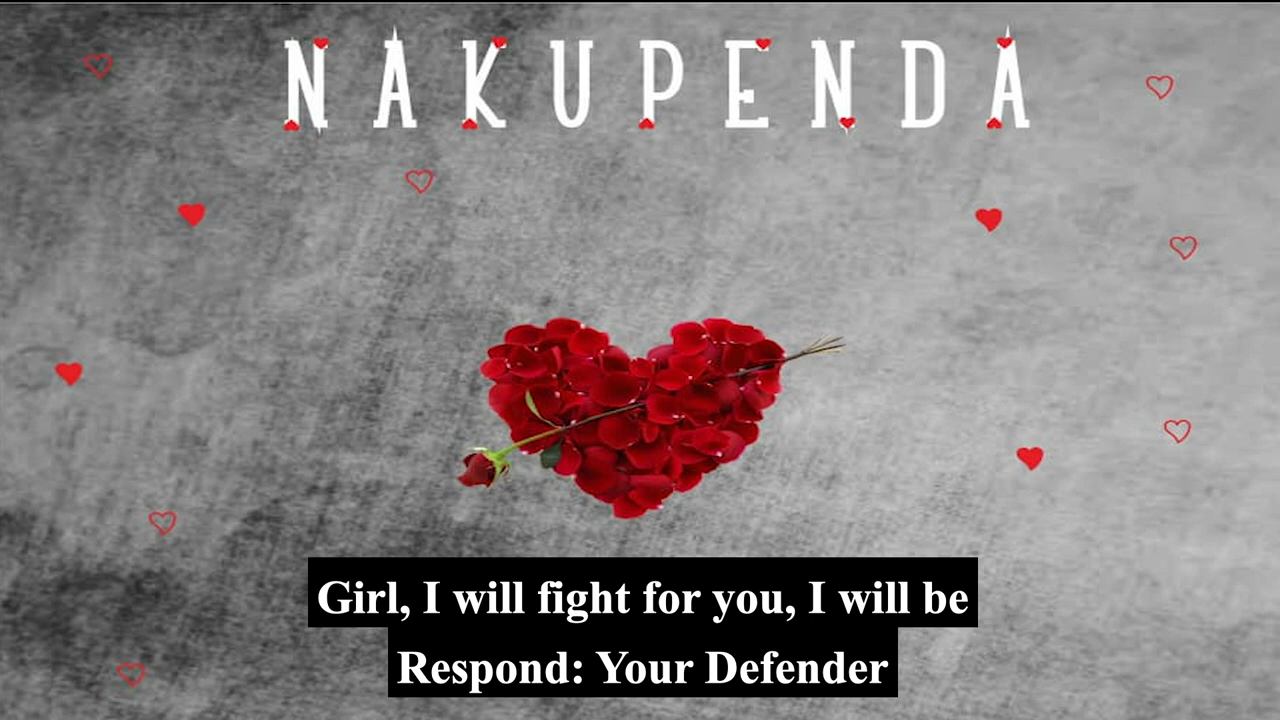 NAKUPENDA
Girl, I will fight for you, I will be
Respond: Your Defender